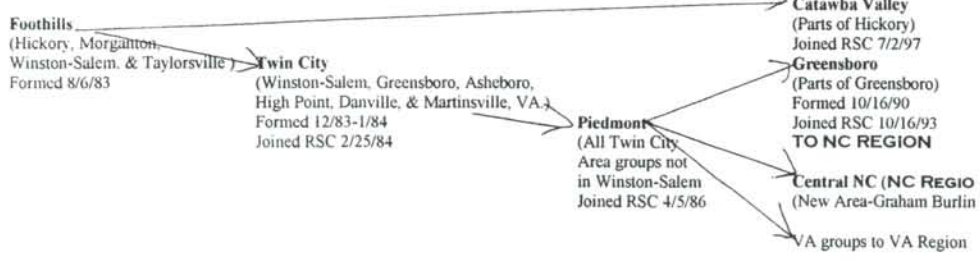 Foothills
(Hickory, Morganton,
Winston-Salem. & Taylorsville )
Formed 8/6/83
Twin City
(Winston-Salem, Greensboro, Asheboro,
High Point, Danville, & Martinsville, VA.)
Formed 12/83-1/84
Joined RSC 2/25/84
Piedmont
(All Twin City
Area groups not
in Winston-Salem
Joined RSC 4/5/86
Catawba Valley
(Parts of Hickory)
Joined RSC 7/2/97
Greensboro
(Parts of Greensboro)
Formed 10/16/90
Joined RSC 10/16/93
TO NC REGION
Central NC (NC REGIO
(New Area-Graham Burlin
VA groups to VA Region